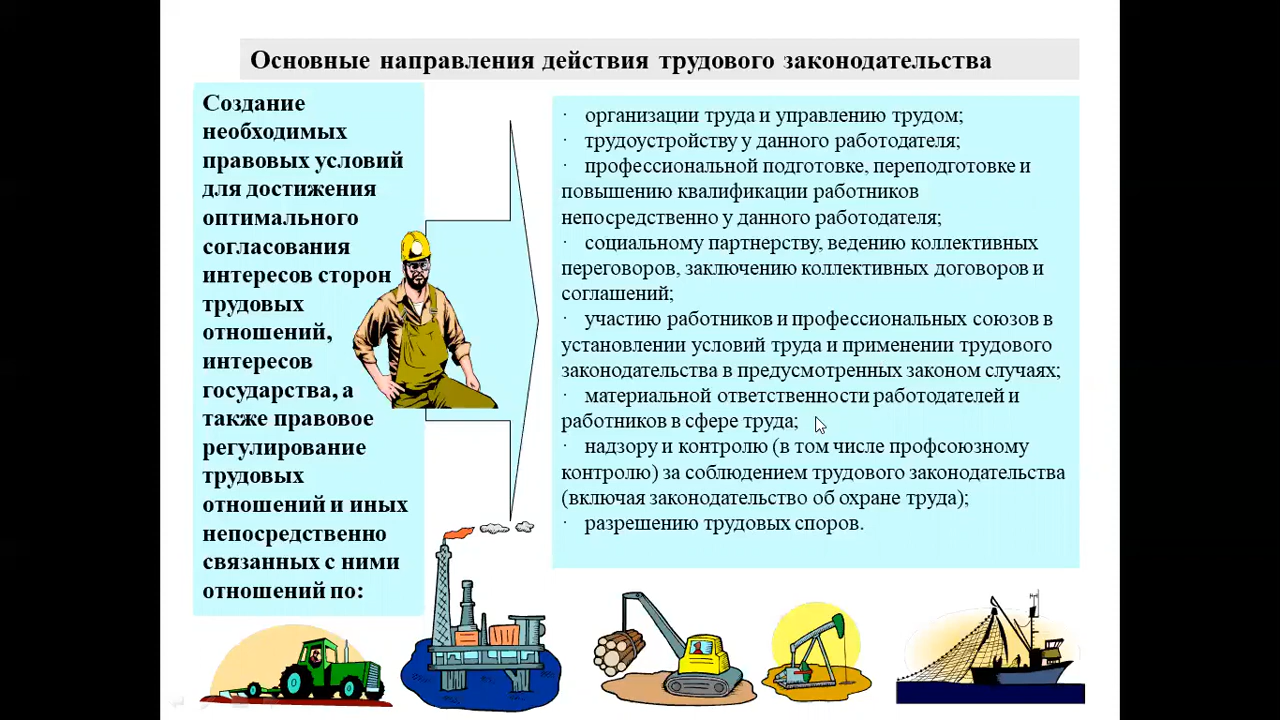 Основные направления действия трудового законодательства
Создание
необходимых
правовых условий
для достижения
оптимального
согласования
интересов сторон
трудовых
отношений,
интересов
государства, а
также правовое
регулирование
трудовых
отношений и иных
непосредственно
связанных с ними
отношений по:
· организации труда и управлению трудом;
· трудоустройству у данного работодателя;
· профессиональной подготовке, переподготовке и
повышению квалификации работников
непосредственно у данного работодателя;
· социальному партнерству, ведению коллективных
переговоров, заключению коллективных договоров и
соглашений;
· участию работников и профессиональных союзов в
установлении условий труда и применении трудового
законодательства в предусмотренных законом случаях;
· материальной ответственности работодателей и
работников в сфере труда;
· надзору и контролю (в том числе профсоюзному
контролю) за соблюдением трудового законодательства
(включая законодательство об охране труда);
· разрешению трудовых споров.